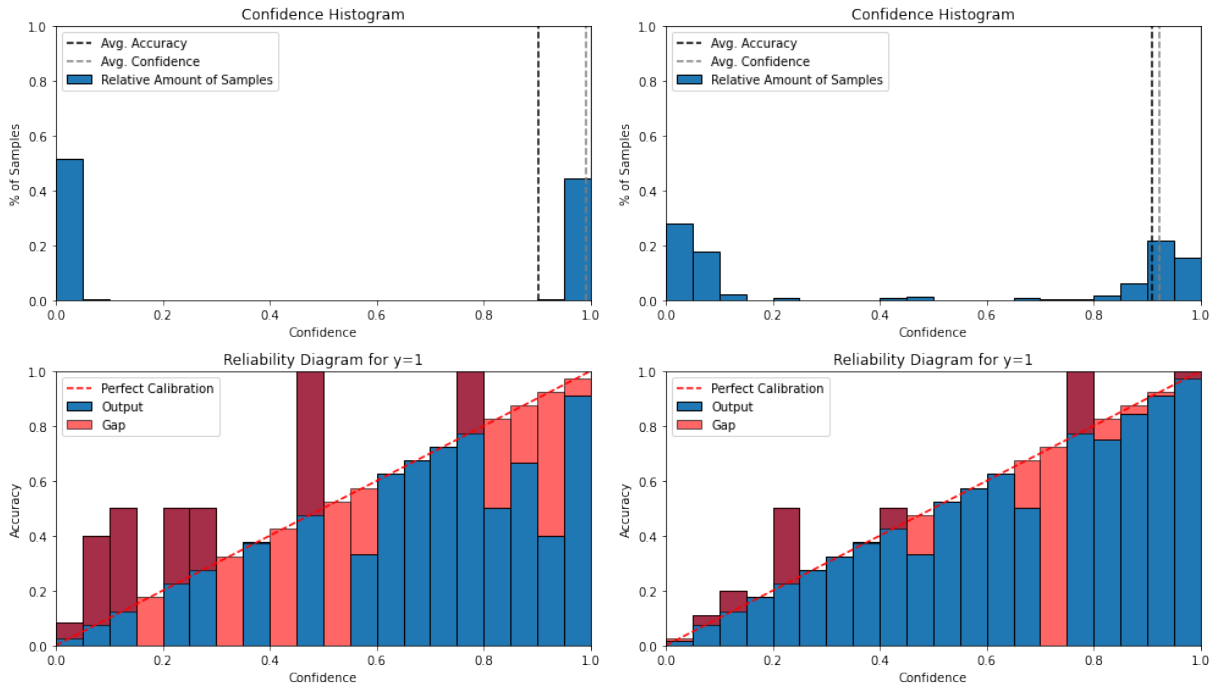 Confidence Histogram
1.0
0.8
0.6
0.4
0.2
0.0
% of Samples
Avg. Accuracy
Avg. Confidence
Relative Amount of Samples
0.0 0.2 0.4 0.6 0.8 1.0
Confidence
Confidence Histogram
1.0
0.8
0.6
0.4
0.2
0.0
% of Samples
Avg. Accuracy
Avg. Confidence
Relative Amount of Samples
0.0 0.2 0.4 0.6 0.8 1.0
Confidence
Reliability Diagram for y=1
1.0
0.8
0.6
0.4
0.2
0.0
Accuracy
Perfect Calibration
Output
Gap
0.0 0.2 0.4 0.6 0.8 1.0
Confidence
Reliability Diagram for y=1
1.0
0.8
0.6
0.4
0.2
0.0
Accuracy
Perfect Calibration
Output
Gap
0.0 0.2 0.4 0.6 0.8 1.0
Confidence